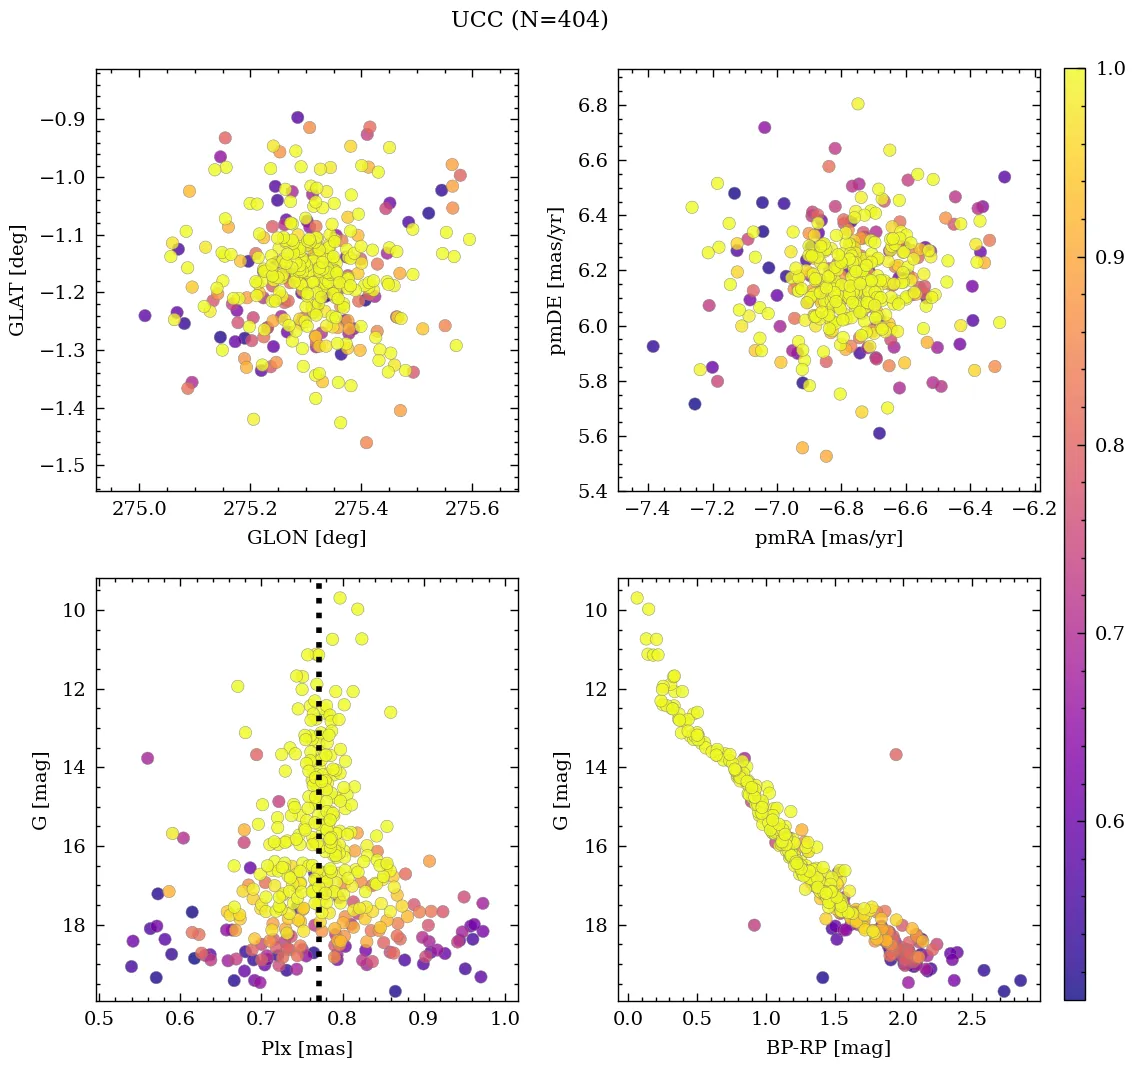 UCC (N=404)
−0.9
−1.0
−1.1
−1.2
−1.3
−1.4
−1.5
GLAT [deg]
275.0 275.2 275.4 275.6
GLON [deg]
6.8
6.6
6.4
6.2
6.0
5.8
5.6
5.4
pmDE [mas/yr]
−7.4 −7.2 −7.0 −6.8 −6.6 −6.4 −6.2
pmRA [mas/yr]
10
12
14
16
18
G [mag]
0.5 0.6 0.7 0.8 0.9 1.0
Plx [mas]
10
12
14
16
18
G [mag]
0.0 0.5 1.0 1.5 2.0 2.5
BP-RP [mag]
1.0
0.9
0.8
0.7
0.6